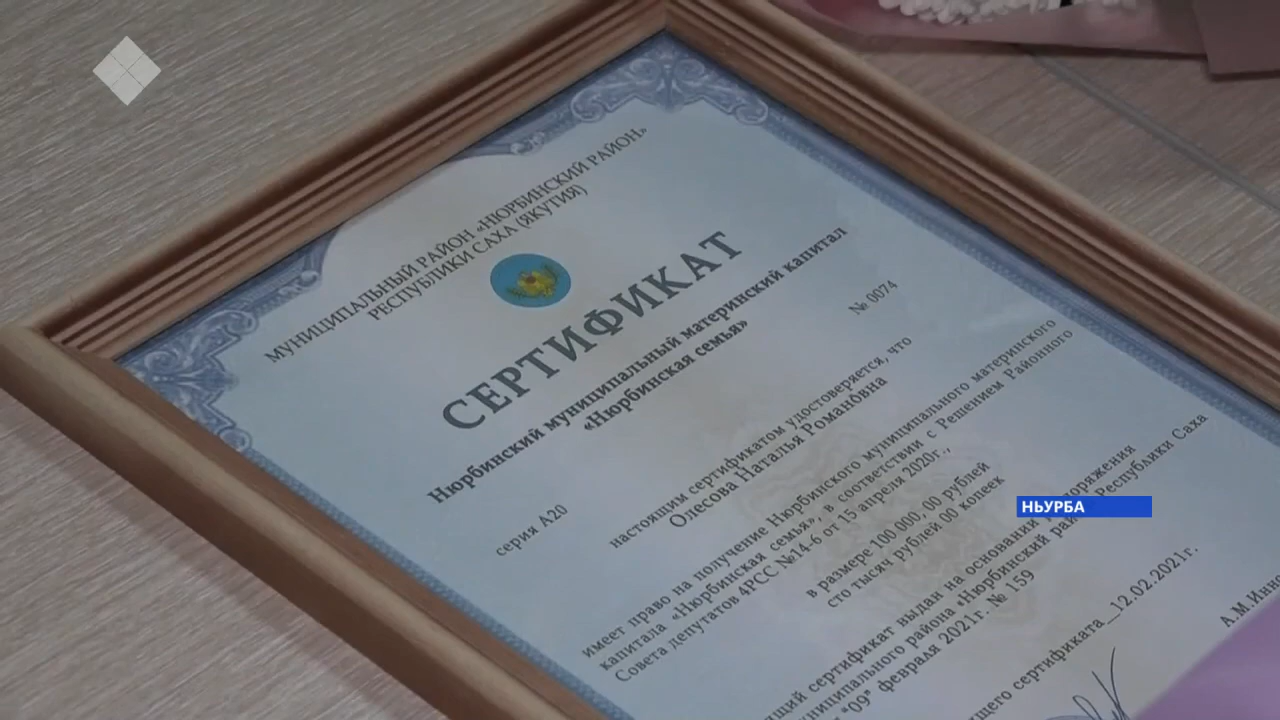 МУНИЦИПАЛЬНЫЙ РАЙОН «НЮРБИНСКИЙ РАЙОН»
РЕСПУБЛИКИ САХА (ЯКУТИЯ)
СЕРТИФИКАТ
Нюрбинский муниципальный материнский капитал
«Нюрбинская семья»
серия А20 № 0074
настоящим сертификатом удостоверяется, что
Олесова Наталья Романовна
имеет право на получение Нюрбинского муниципального материнского
капитала «Нюрбинская семья», в соответствии с Решением Районного
Совета депутатов 4РСС №14-6 от 15 апреля 2020г.,
в размере 100 000, 00 рублей
сто тысяч рублей 00 копеек
сертификат выдан на основании
района «Нюрбинский Республики Саха
"09" февраля 2021г. № 159
сертификата_12.02.2021г.
А.М.
НЬУРБА